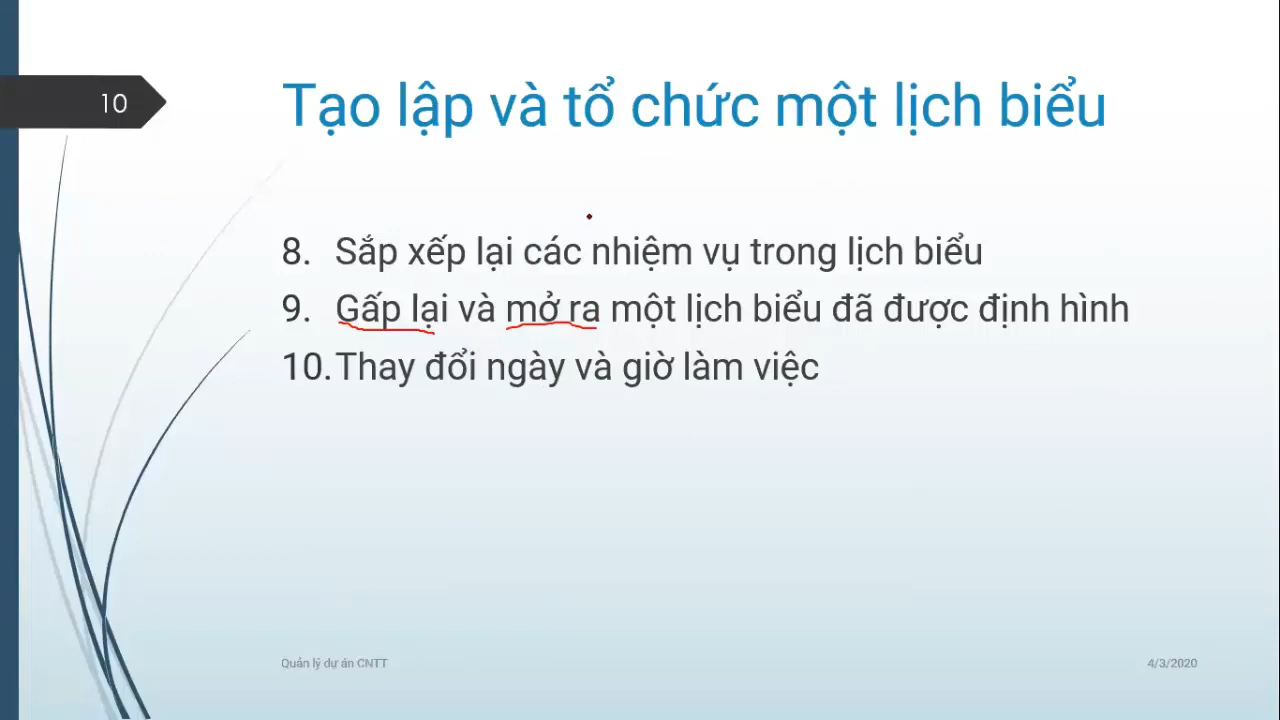 10
Tạo lập và tổ chức một lịch biểu
8. Sắp xếp lại các nhiệm vụ trong lịch biểu
9. Gấp lại và mở ra một lịch biểu đã được định hình
10. Thay đổi ngày và giờ làm việc
Quản lý dự án CNTT
4/3/2020